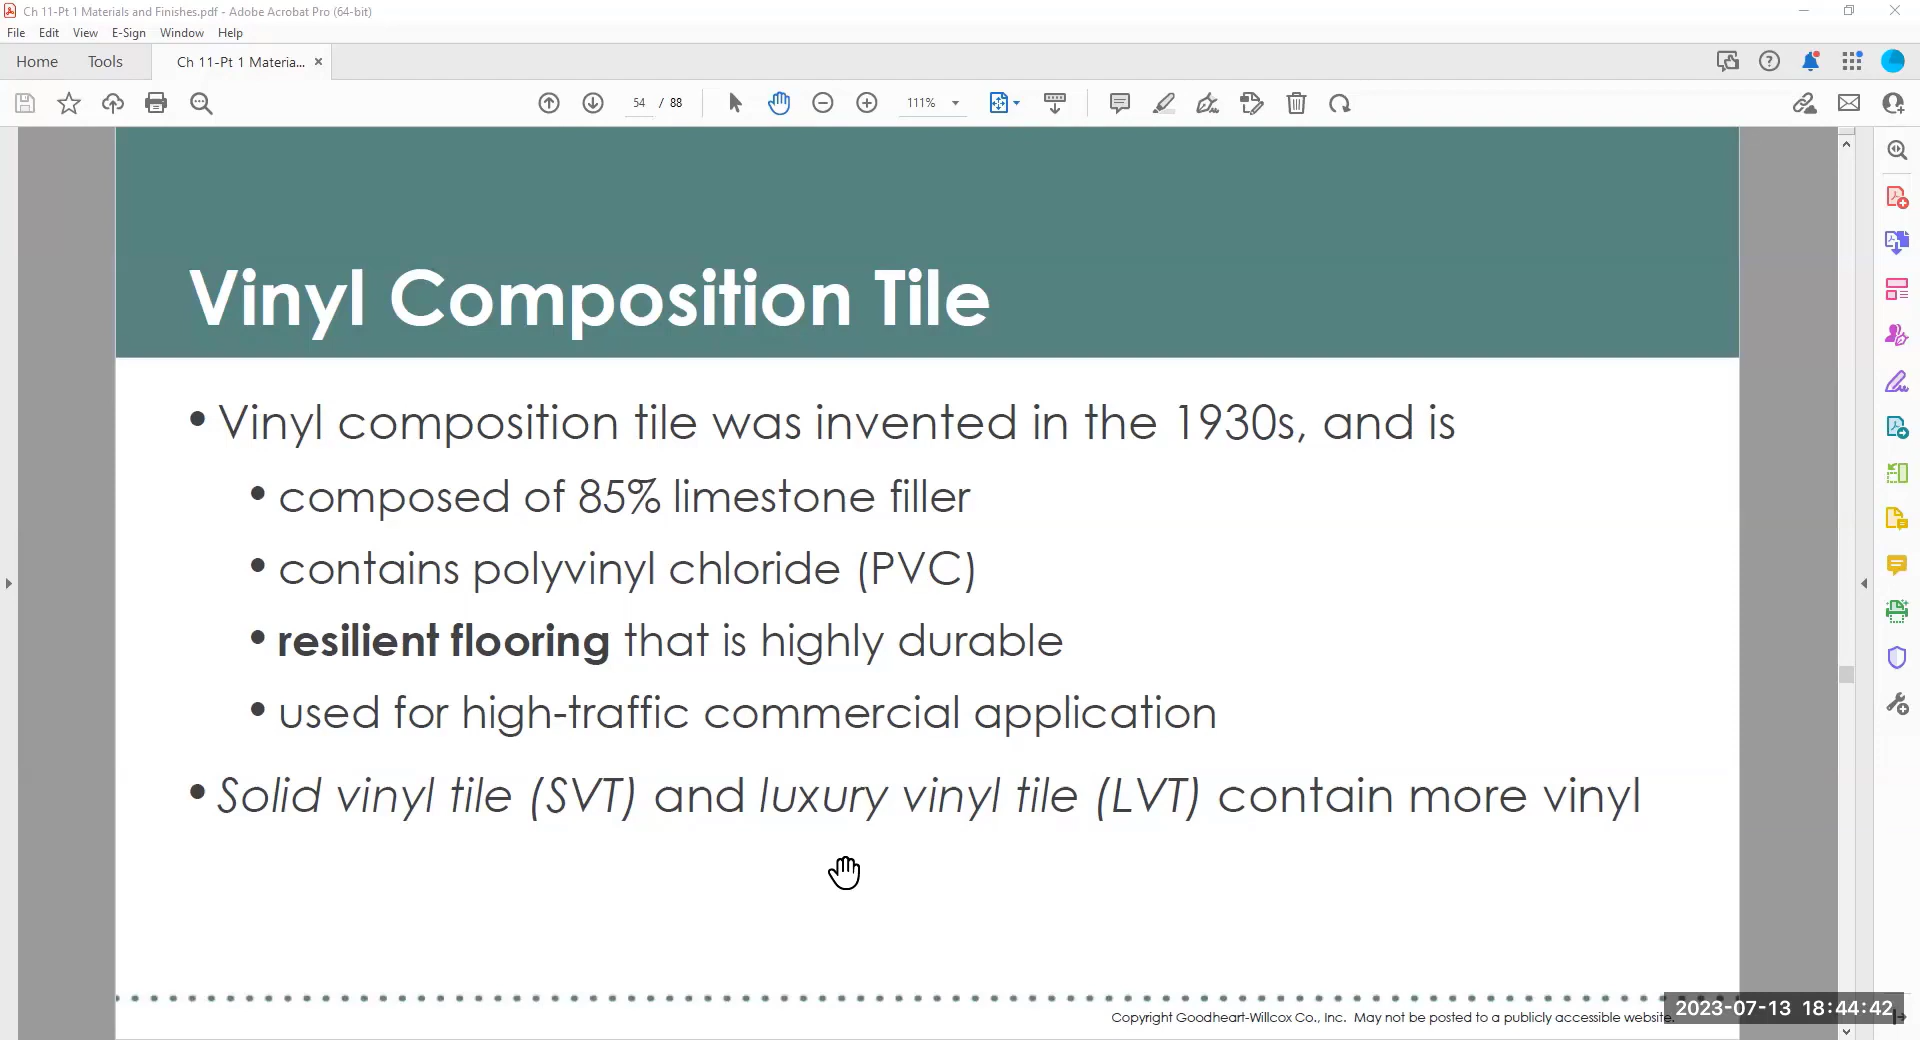 Ch 11-Pt 1 Materials and Finishes.pdf - Adobe Acrobat Pro (64-bit)
File Edit View E-Sign Window Help
Home Tools Ch 11-Pt 1 Materia... ×
54 / 88 111%
Vinyl Composition Tile
• Vinyl composition tile was invented in the 1930s, and is
• composed of 85% limestone filler
• contains polyvinyl chloride (PVC)
• resilient flooring that is highly durable
• used for high-traffic commercial application
• Solid vinyl tile (SVT) and luxury vinyl tile (LVT) contain more vinyl
Copyright Goodheart-Willcox Co., Inc. May not be posted to a publicly accessible website.
2023-07-13 18:44:42